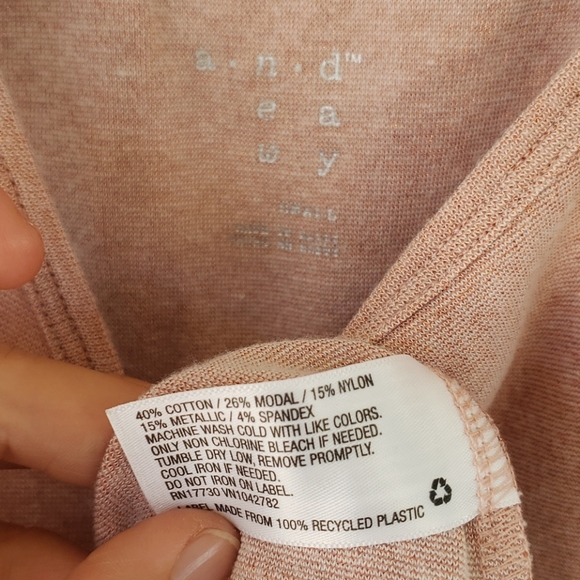 a · n · d™
e a
w y
SMALL
40% COTTON / 26% MODAL / 15% NYLON
15% METALLIC / 4% SPANDEX
MACHINE WASH COLD WITH LIKE COLORS.
ONLY NON CHLORINE BLEACH IF NEEDED.
TUMBLE DRY LOW, REMOVE PROMPTLY.
COOL IRON IF NEEDED.
DO NOT IRON ON LABEL.
RN17730 VN1042782
LABEL MADE FROM 100% RECYCLED PLASTIC